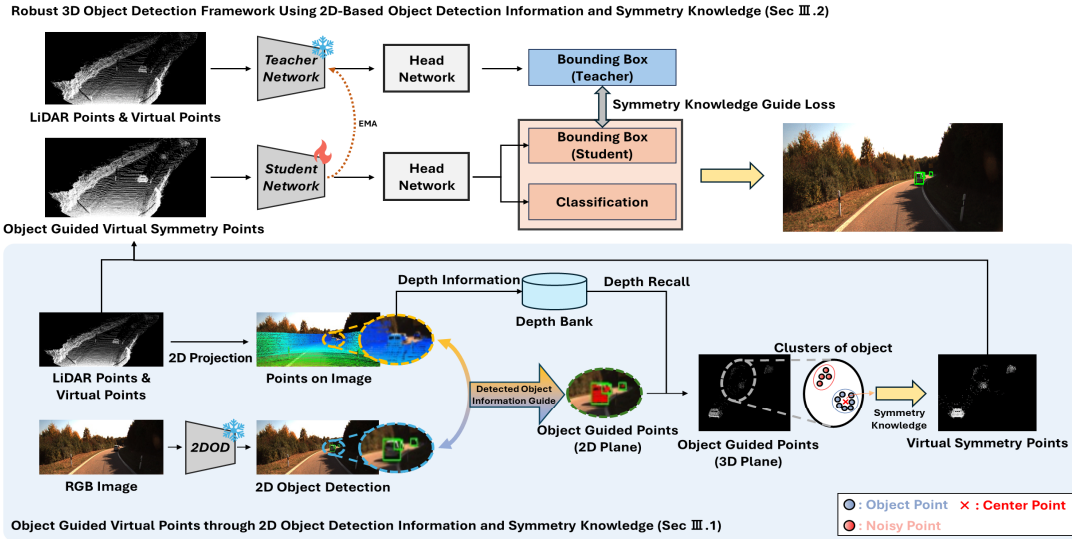 Robust 3D Object Detection Framework Using 2D-Based Object Detection Information and Symmetry Knowledge (Sec Ⅲ.2)
Teacher
Network
Head
Network
Bounding Box
(Teacher)
LiDAR Points & Virtual Points
EMA
Symmetry Knowledge Guide Loss
Student
Network
Head
Network
Bounding Box
(Student)
Classification
Object Guided Virtual Symmetry Points
Depth Information
Depth Recall
Depth Bank
2D Projection
LiDAR Points &
Virtual Points
Points on Image
Clusters of object
Detected Object
Information Guide
Object Guided Points
(2D Plane)
Object Guided Points
(3D Plane)
Symmetry
Knowledge
Virtual Symmetry Points
2DOD
RGB Image
2D Object Detection
: Object Point
: Center Point
: Noisy Point
Object Guided Virtual Points through 2D Object Detection Information and Symmetry Knowledge (Sec Ⅲ.1)